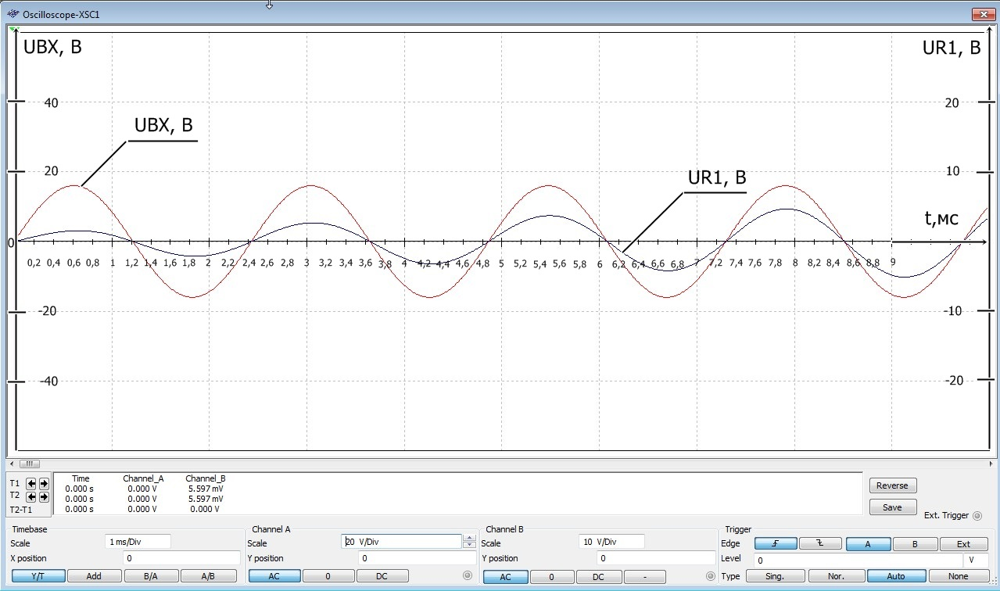 Oscilloscope-XSC1
UBX, B
UR1, B
40
20
UBX, B
20
10
UR1, B
t,мс
0
0,2 0,4 0,6 0,8 1 1,2 1,4 1,6 1,8 2 2,2 2,4 2,6 2,8 3 3,2 3,4 3,6 3,8 4 4,2 4,4 4,6 4,8 5 5,2 5,4 5,6 5,8 6 6,2 6,4 6,6 6,8 7 7,2 7,4 7,6 7,8 8 8,2 8,4 8,6 8,8 9
-20
-10
-40
-20
T1
T2
T2-T1
Time Channel_A Channel_B
0.000 s 0.000 V 5.597 mV
0.000 s 0.000 V 5.597 mV
0.000 s 0.000 V 0.000 V
Reverse
Save
Ext. Trigger
Timebase
Scale 1 ms/Div
X position 0
Y/T Add B/A A/B
Channel A
Scale 20 V/Div
Y position 0
AC 0 DC
Channel B
Scale 10 V/Div
Y position 0
AC 0 DC -
Trigger
Edge A B Ext
Level 0 V
Type Sing. Nor. Auto None